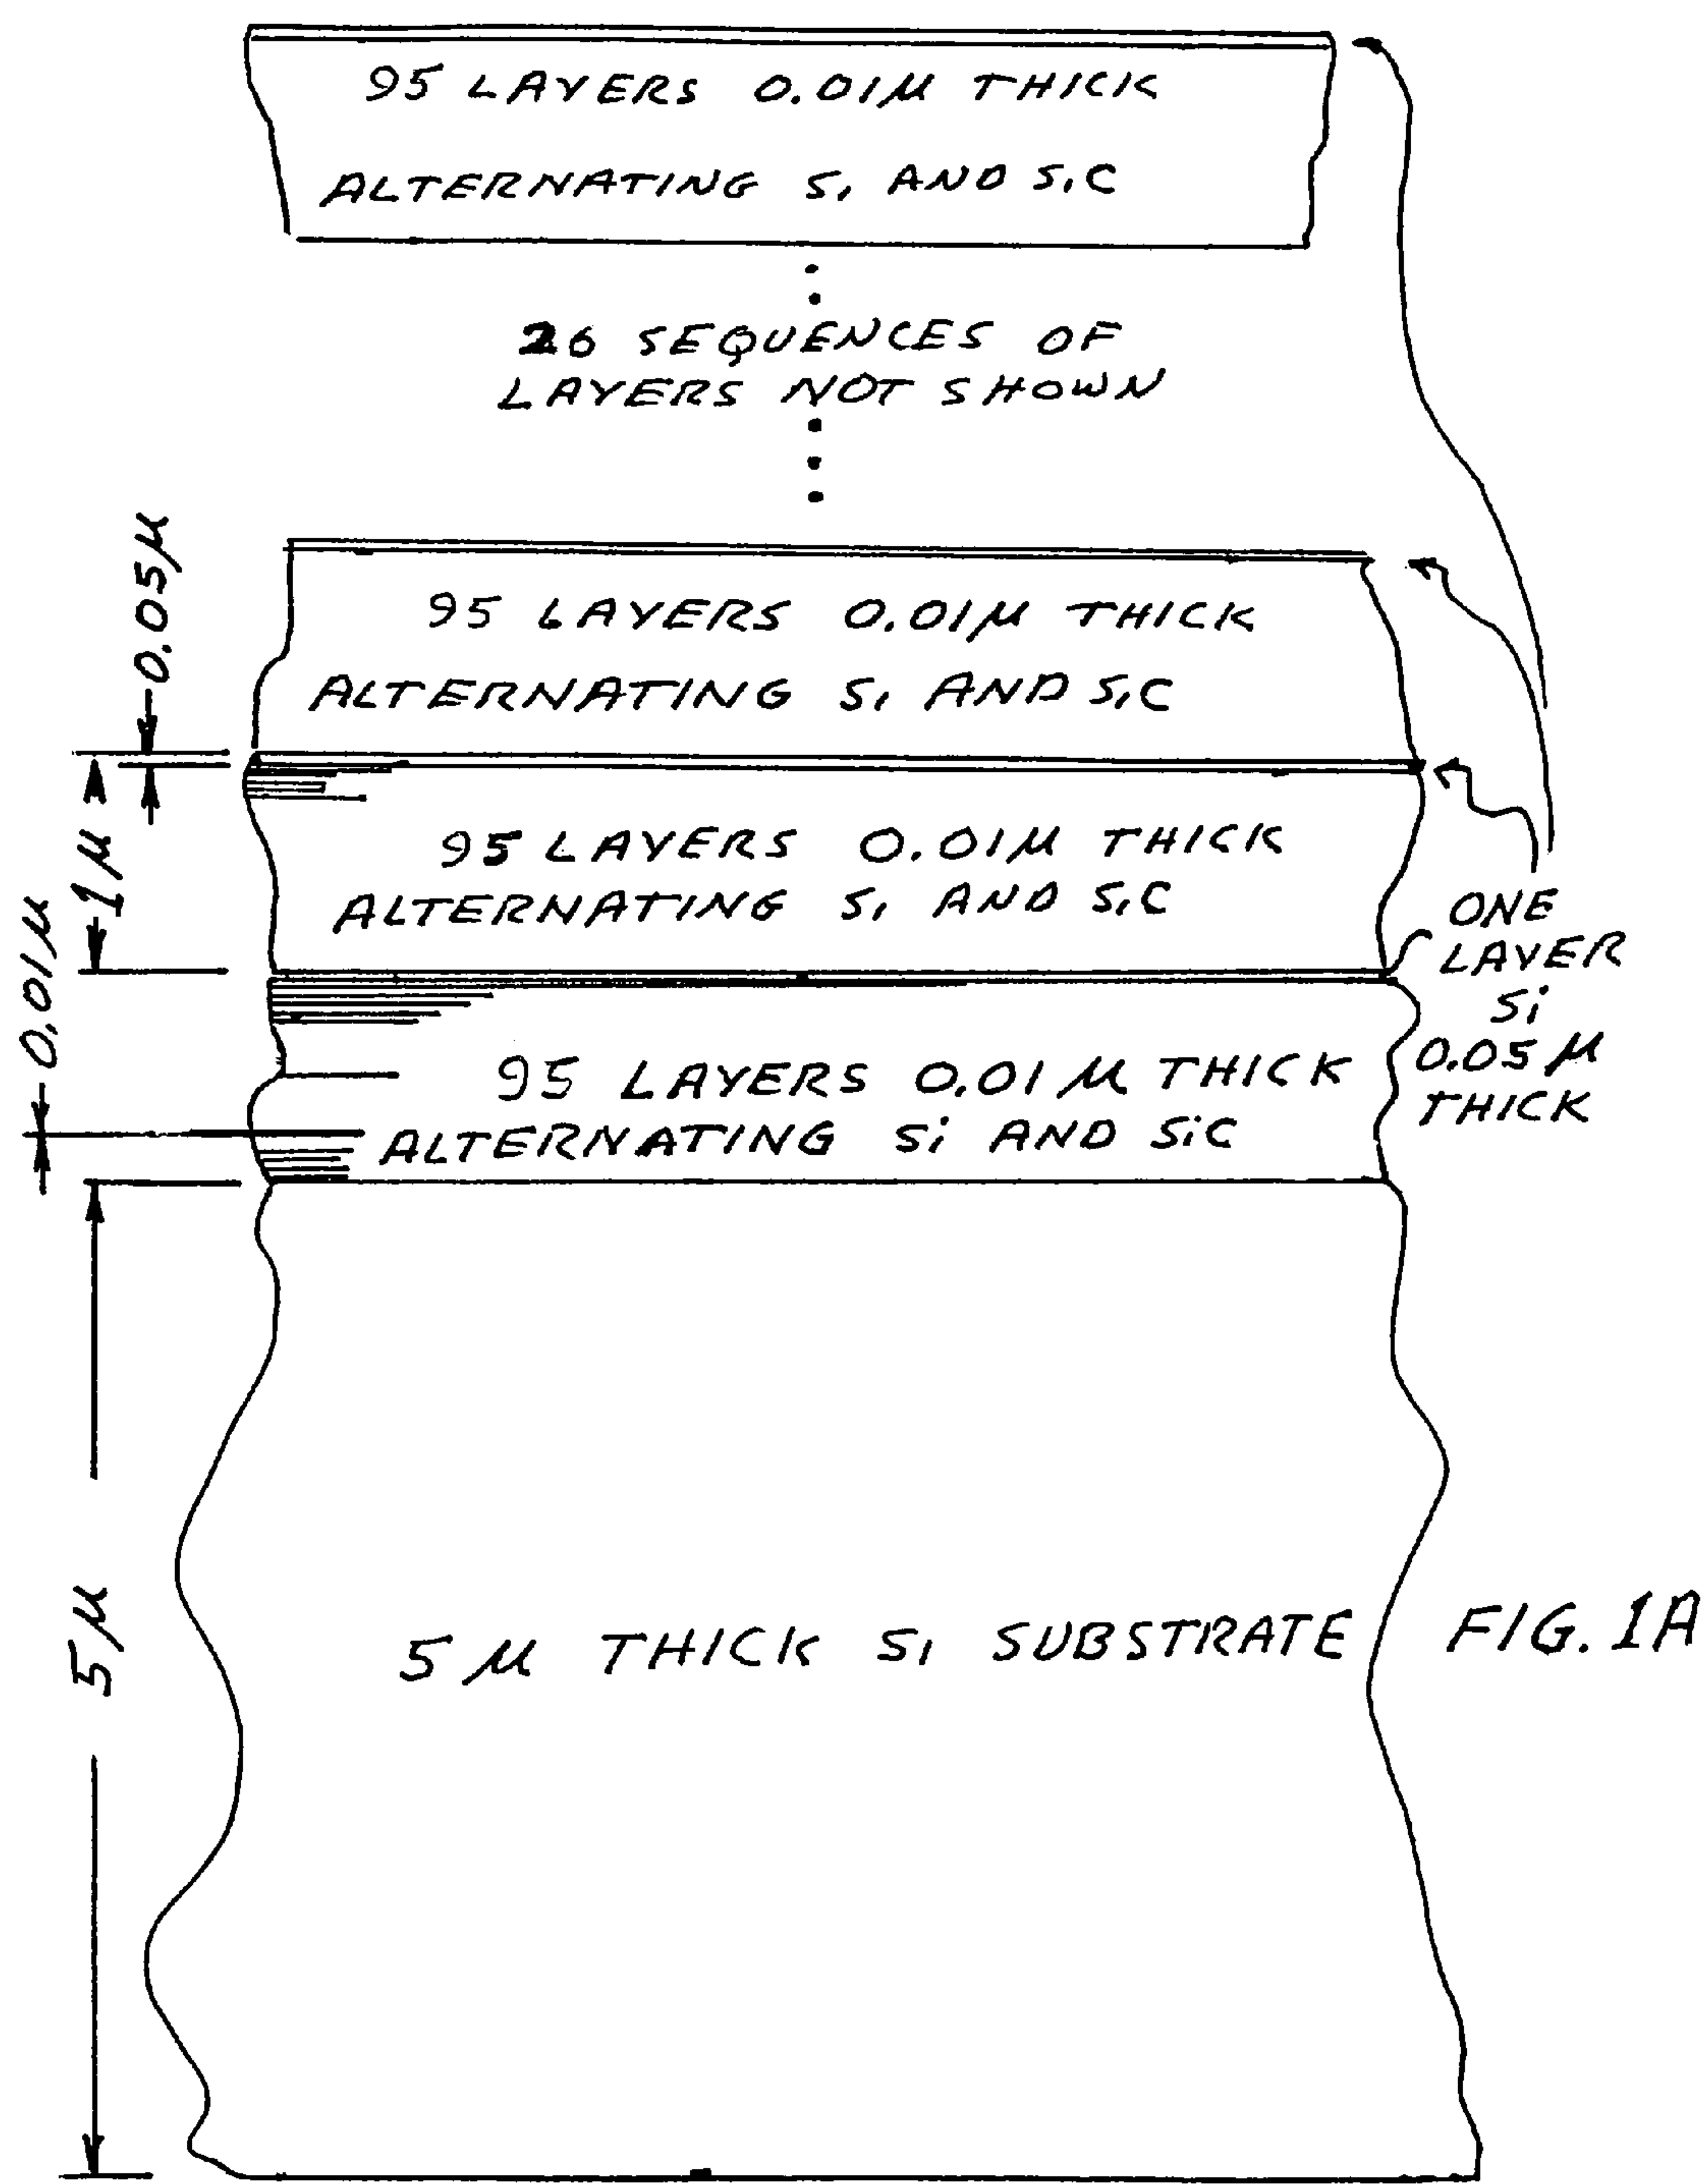 95 LAYERS 0.01μ THICK
ALTERNATING Si AND SiC
26 SEQUENCES OF
LAYERS NOT SHOWN
0.05μ
95 LAYERS 0.01μ THICK
ALTERNATING Si AND SiC
1μ
95 LAYERS 0.01μ THICK
ALTERNATING Si AND SiC
ONE
LAYER
Si
0.05μ
THICK
0.01μ
95 LAYERS 0.01μ THICK
ALTERNATING Si AND SiC
5μ
5μ THICK Si SUBSTRATE
FIG. 1A